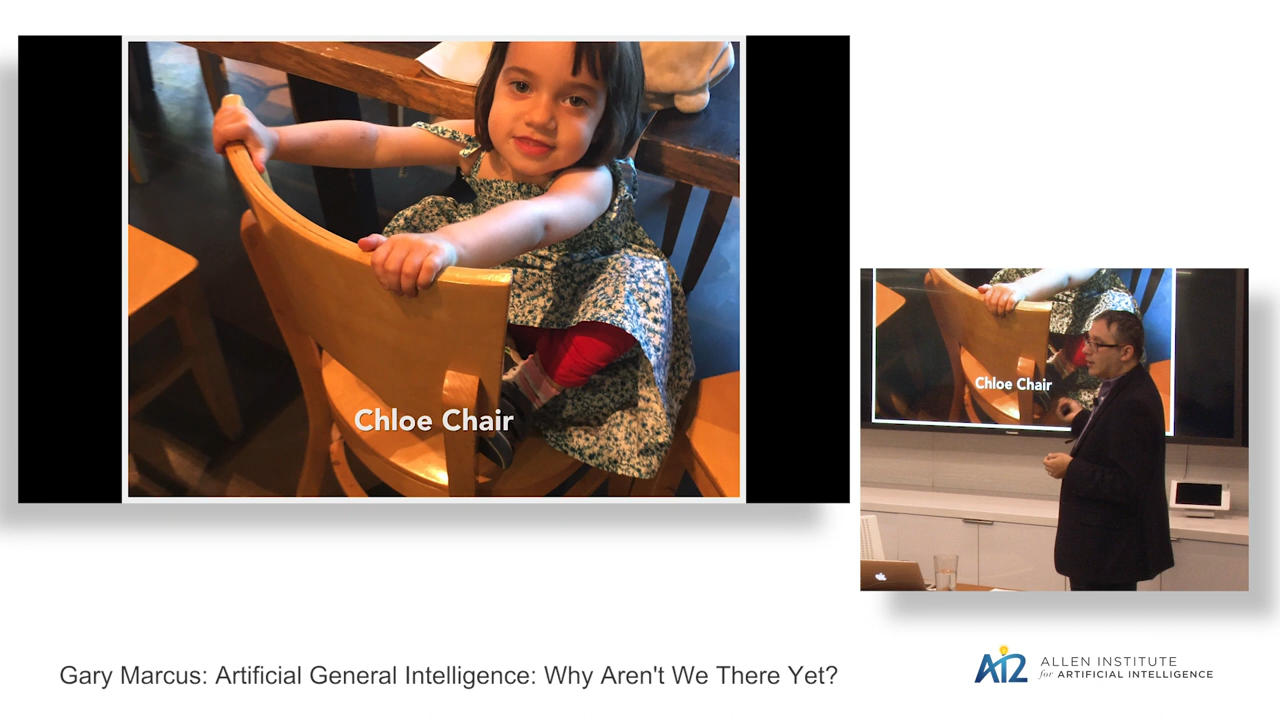 Chloe Chair
Chloe Chair
Gary Marcus: Artificial General Intelligence: Why Aren't We There Yet?
AI2 ALLEN INSTITUTE
for ARTIFICIAL INTELLIGENCE